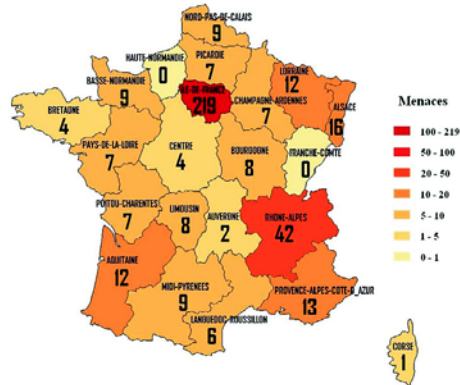 NORD-PAS-DE-CALAIS
9
HAUTE-NORMANDIE
0
PICARDIE
7
BASSE-NORMANDIE
9
ILE-DE-FRANCE
219
LORRAINE
12
CHAMPAGNE-ARDENNES
7
ALSACE
16
BRETAGNE
4
PAYS-DE-LA-LOIRE
7
CENTRE
4
BOURGOGNE
8
FRANCHE-COMTE
0
POITOU-CHARENTES
7
LIMOUSIN
8
AUVERGNE
2
RHONE-ALPES
42
AQUITAINE
12
MIDI-PYRENEES
9
LANGUEDOC-ROUSSILLON
6
PROVENCE-ALPES-COTE-D_AZUR
13
CORSE
1
Menaces
100 - 219
50 - 100
20 - 50
10 - 20
5 - 10
1 - 5
0 - 1